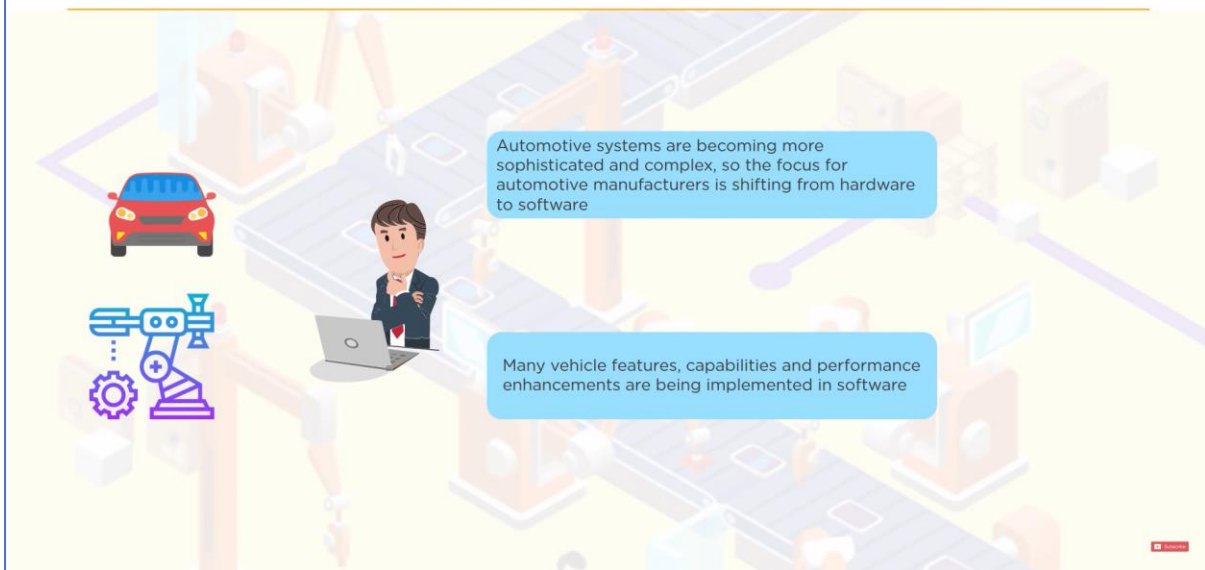 Automotive systems are becoming more
sophisticated and complex, so the focus for
automotive manufacturers is shifting from hardware
to software
Many vehicle features, capabilities and performance
enhancements are being implemented in software
Subscribe